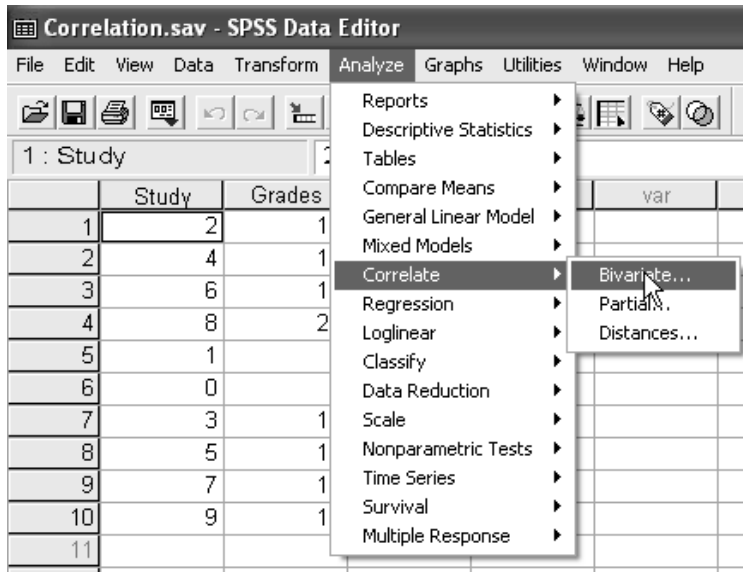 Correlation.sav - SPSS Data Editor
File Edit View Data Transform Analyze Graphs Utilities Window Help
1 : Study
Study Grades var
1 2 1
2 4 1
3 6 1
4 8 2
5 1
6 0
7 3 1
8 5 1
9 7 1
10 9 1
11
Reports
Descriptive Statistics
Tables
Compare Means
General Linear Model
Mixed Models
Correlate
Regression
Loglinear
Classify
Data Reduction
Scale
Nonparametric Tests
Time Series
Survival
Multiple Response
Bivariate...
Partial...
Distances...